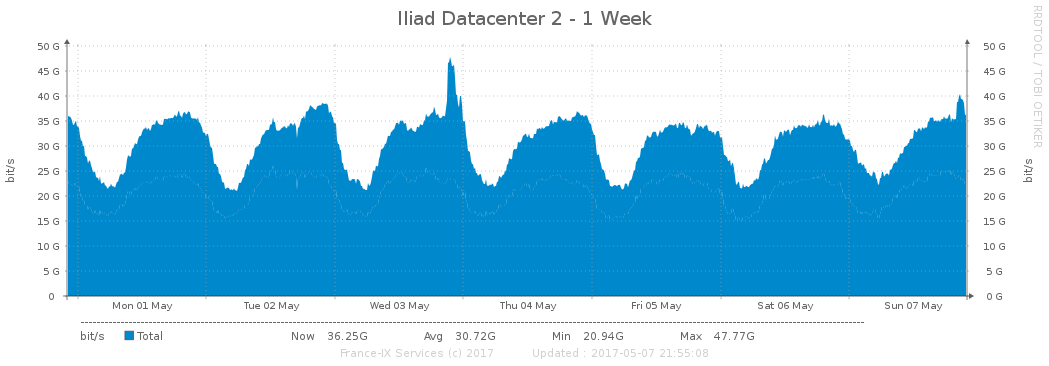 Iliad Datacenter 2 - 1 Week
RRDTOOL / TOBI OETIKER
50 G 50 G
45 G 45 G
40 G 40 G
35 G 35 G
30 G 30 G
25 G 25 G
20 G 20 G
15 G 15 G
10 G 10 G
5 G 5 G
0 0 G
bit/s bit/s
Mon 01 May Tue 02 May Wed 03 May Thu 04 May Fri 05 May Sat 06 May Sun 07 May
bit/s Total Now 36.25G Avg 30.72G Min 20.94G Max 47.77G
France-IX Services (c) 2017 Updated : 2017-05-07 21:55:08